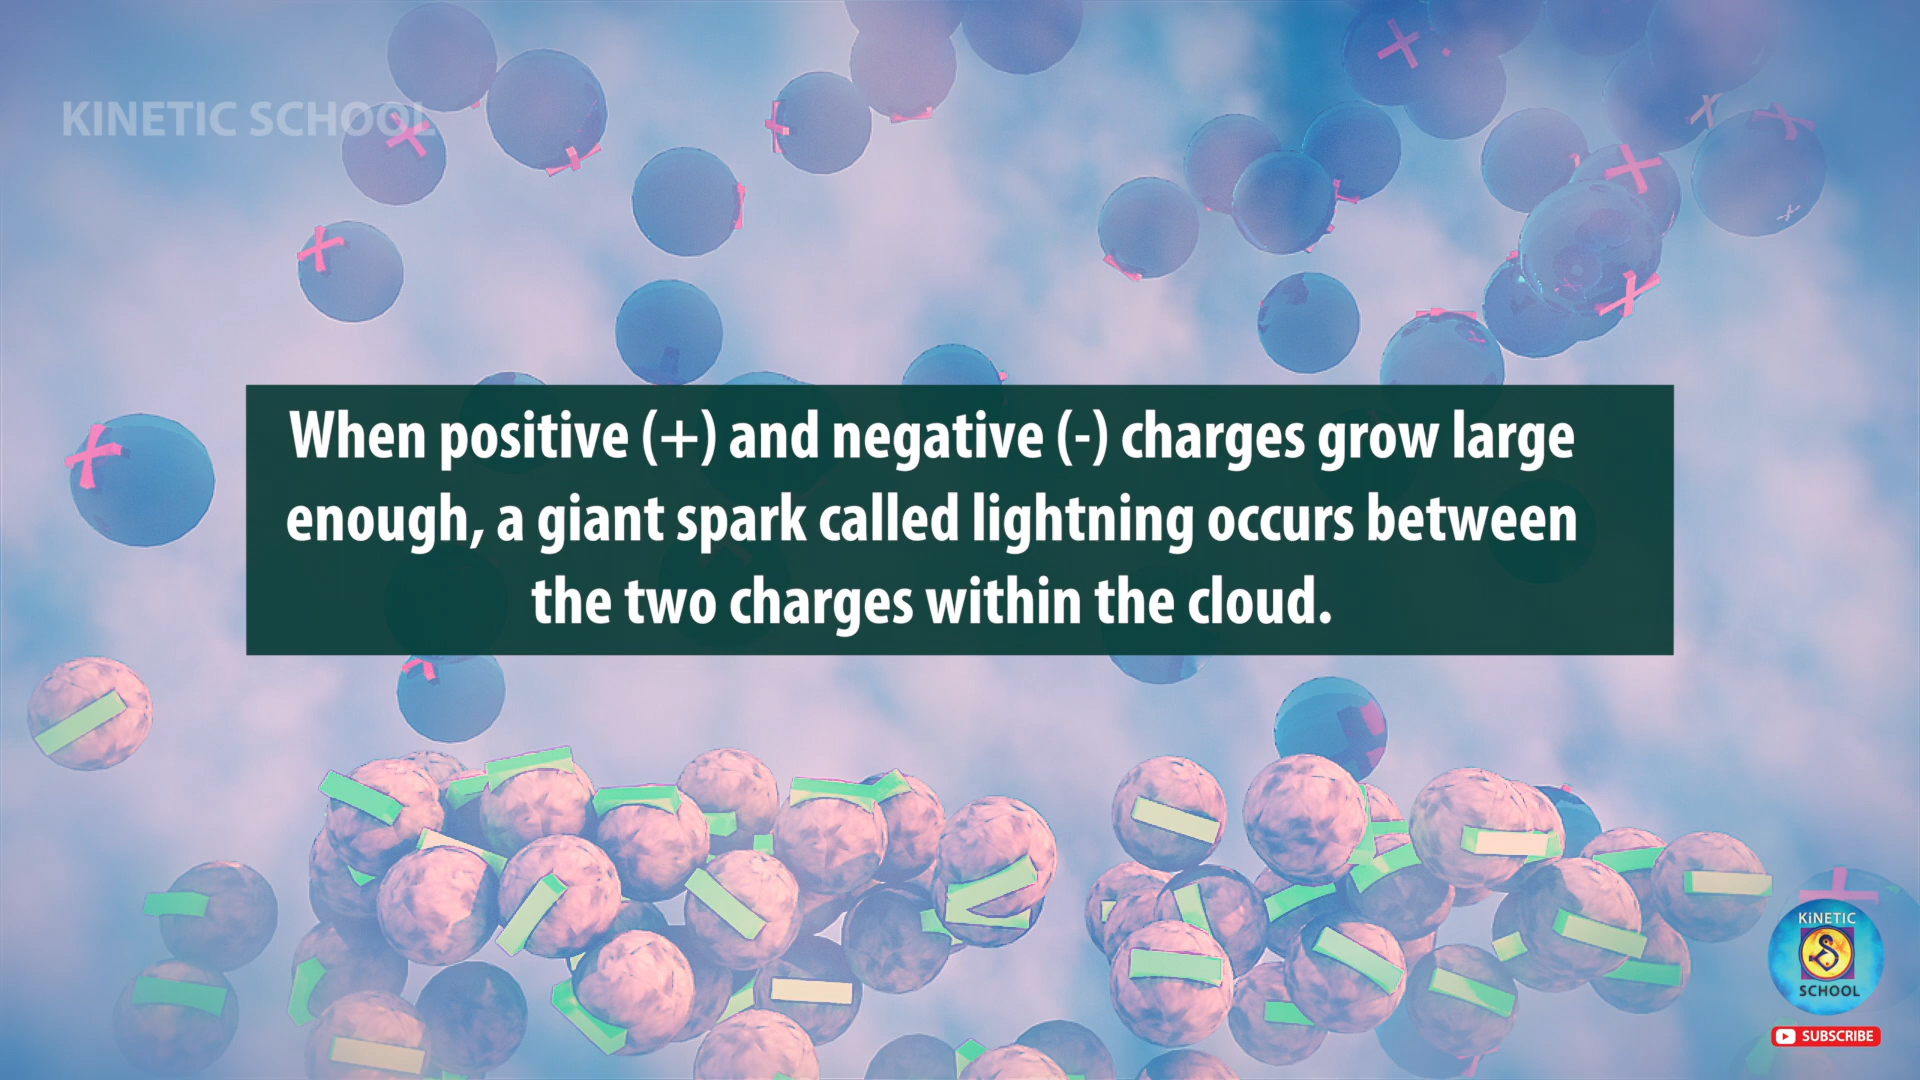 KINETIC SCHOOL
When positive (+) and negative (-) charges grow large
enough, a giant spark called lightning occurs between
the two charges within the cloud.
KiNETIC
SCHOOL
SUBSCRIBE